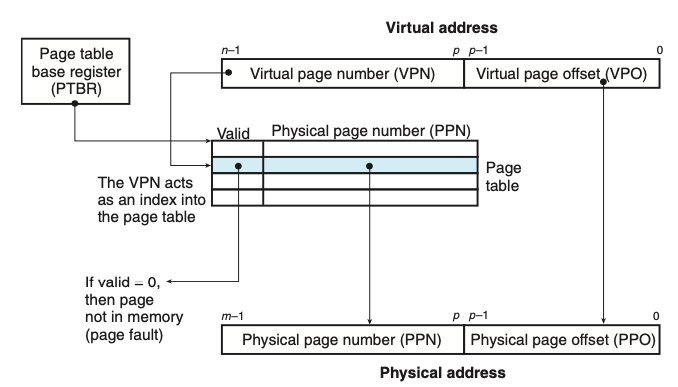 Virtual address
Page table
base register
(PTBR)
n–1
p
p–1
0
Virtual page number (VPN)
Virtual page offset (VPO)
Valid
Physical page number (PPN)
The VPN acts
as an index into
the page table
Page
table
If valid = 0,
then page
not in memory
(page fault)
m–1
p
p–1
0
Physical page number (PPN)
Physical page offset (PPO)
Physical address